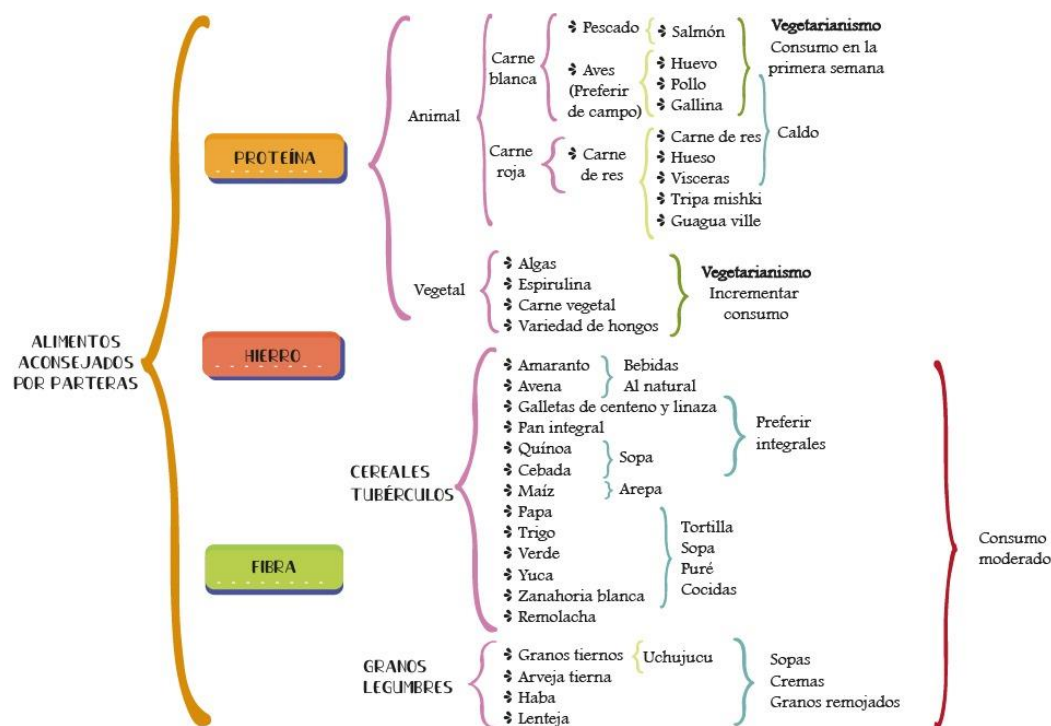 ALIMENTOS
ACONSEJADOS
POR PARTERAS
PROTEÍNA
Animal
Carne
blanca
Pescado
Salmón
Aves
(Preferir
de campo)
Huevo
Pollo
Gallina
Vegetarianismo
Consumo en la
primera semana
Carne
roja
Carne
de res
Carne de res
Hueso
Visceras
Tripa mishki
Guagua ville
Caldo
Vegetal
Algas
Espirulina
Carne vegetal
Variedad de hongos
Vegetarianismo
Incrementar
consumo
HIERRO
FIBRA
CEREALES
TUBÉRCULOS
Amaranto
Avena
Bebidas
Al natural
Galletas de centeno y linaza
Pan integral
Quínoa
Cebada
Sopa
Preferir
integrales
Maíz
Arepa
Papa
Trigo
Verde
Yuca
Zanahoria blanca
Remolacha
Tortilla
Sopa
Puré
Cocidas
GRANOS
LEGUMBRES
Granos tiernos
Uchujucu
Arveja tierna
Haba
Lenteja
Sopas
Cremas
Granos remojados
Consumo
moderado